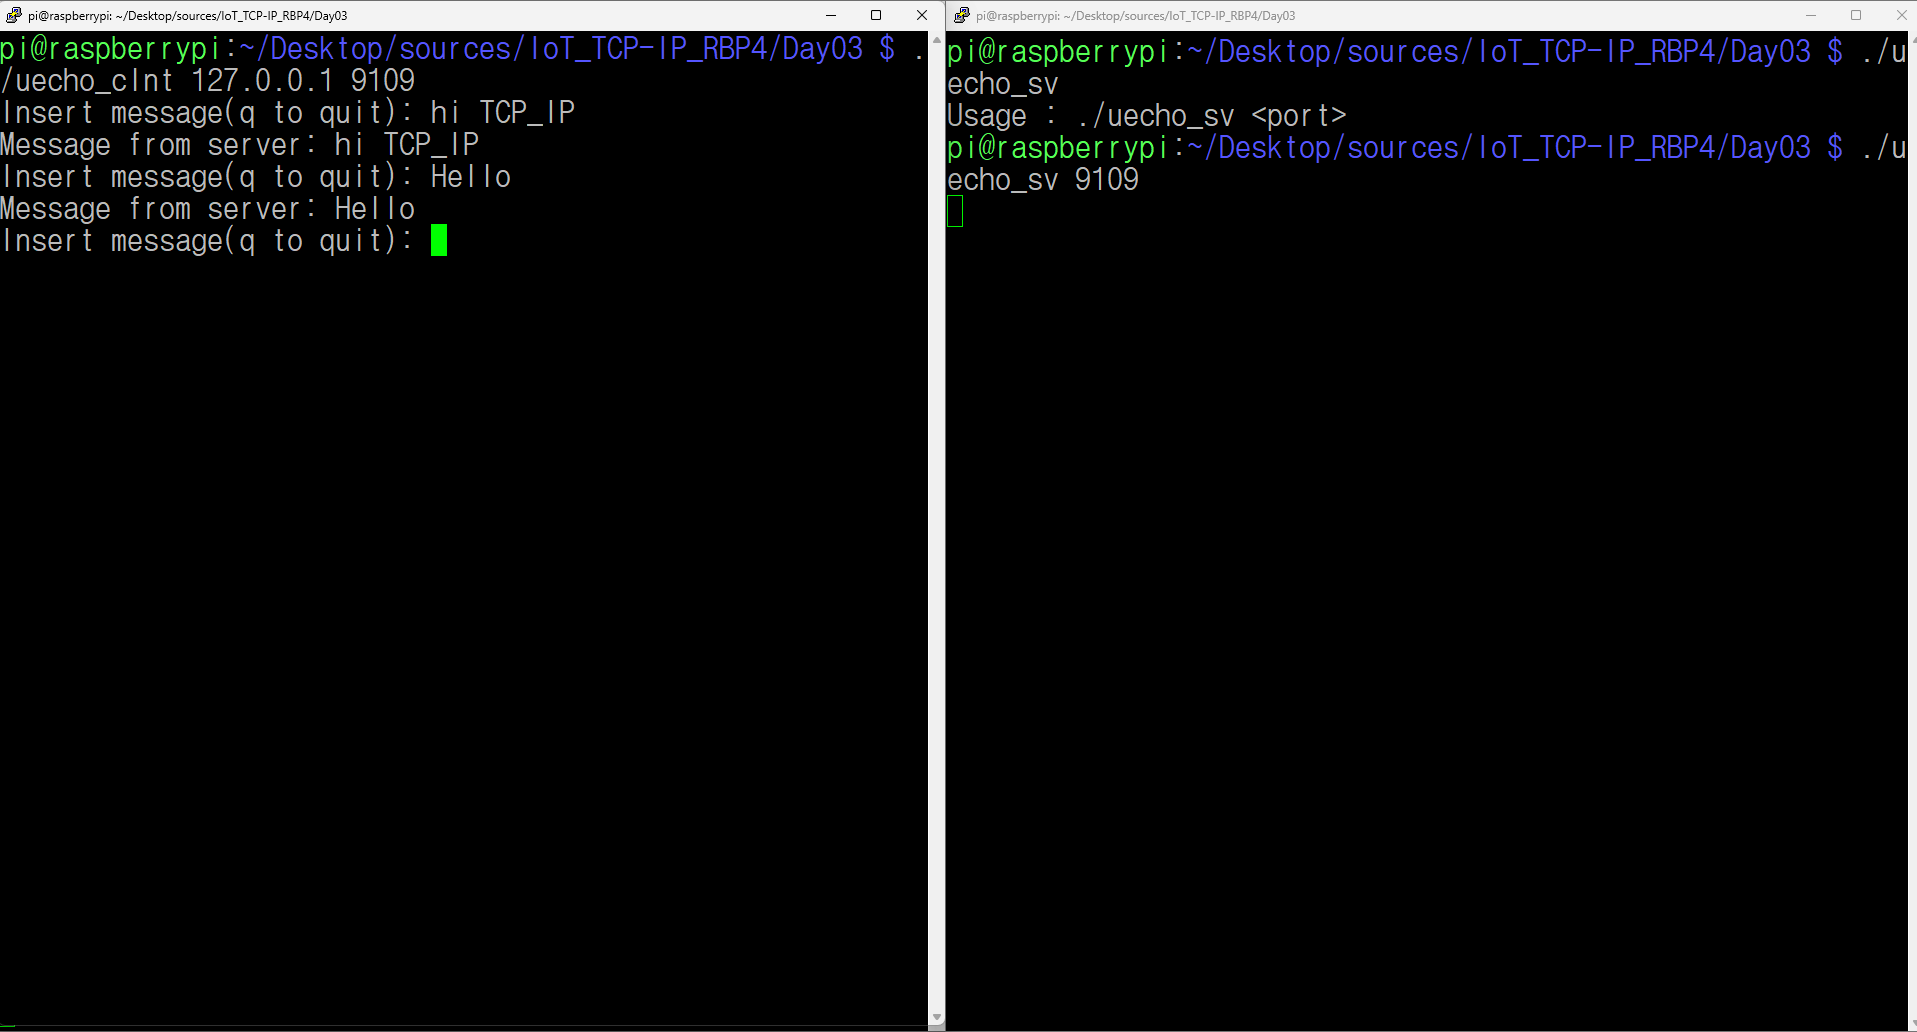 pi@raspberrypi: ~/Desktop/sources/IoT_TCP-IP_RBP4/Day03
pi@raspberrypi:~/Desktop/sources/IoT_TCP-IP_RBP4/Day03 $ .
/uecho_clnt 127.0.0.1 9109
Insert message(q to quit): hi TCP_IP
Message from server: hi TCP_IP
Insert message(q to quit): Hello
Message from server: Hello
Insert message(q to quit):
pi@raspberrypi: ~/Desktop/sources/IoT_TCP-IP_RBP4/Day03
pi@raspberrypi:~/Desktop/sources/IoT_TCP-IP_RBP4/Day03 $ ./u
echo_sv
Usage : ./uecho_sv <port>
pi@raspberrypi:~/Desktop/sources/IoT_TCP-IP_RBP4/Day03 $ ./u
echo_sv 9109